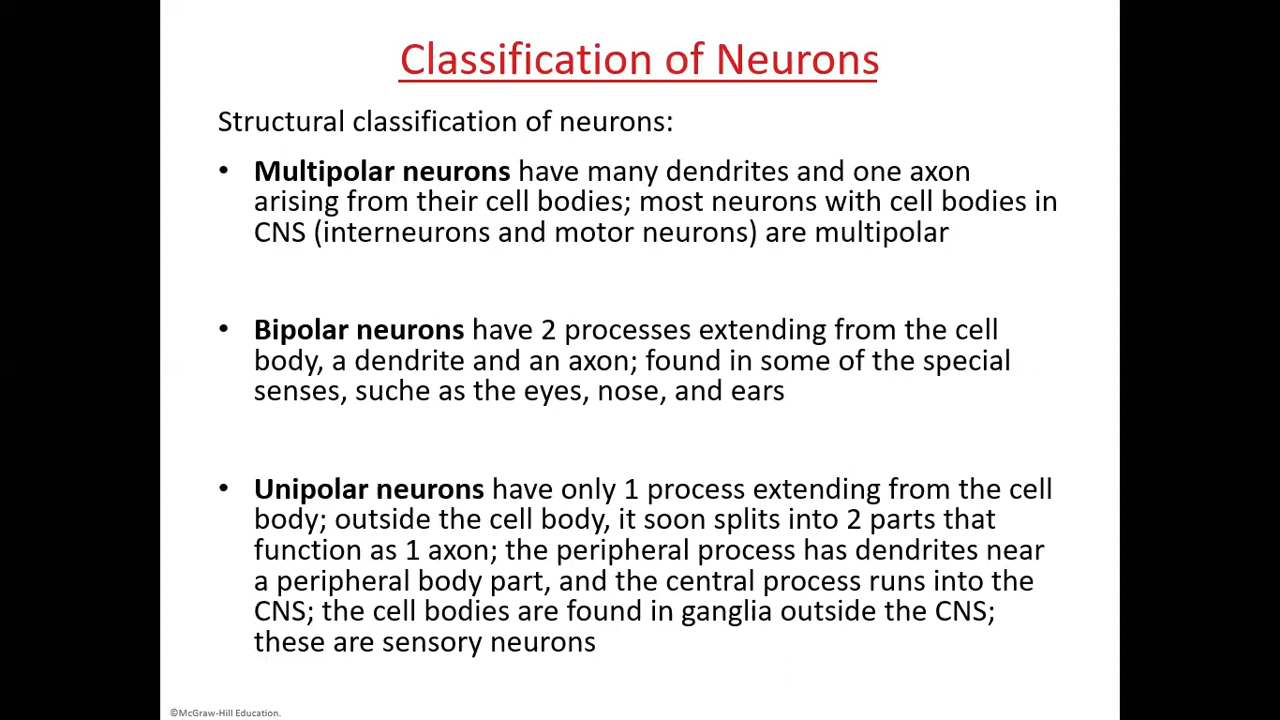 Classification of Neurons
Structural classification of neurons:
• Multipolar neurons have many dendrites and one axon
arising from their cell bodies; most neurons with cell bodies in
CNS (interneurons and motor neurons) are multipolar
• Bipolar neurons have 2 processes extending from the cell
body, a dendrite and an axon; found in some of the special
senses, suche as the eyes, nose, and ears
• Unipolar neurons have only 1 process extending from the cell
body; outside the cell body, it soon splits into 2 parts that
function as 1 axon; the peripheral process has dendrites near
a peripheral body part, and the central process runs into the
CNS; the cell bodies are found in ganglia outside the CNS;
these are sensory neurons
©McGraw-Hill Education.